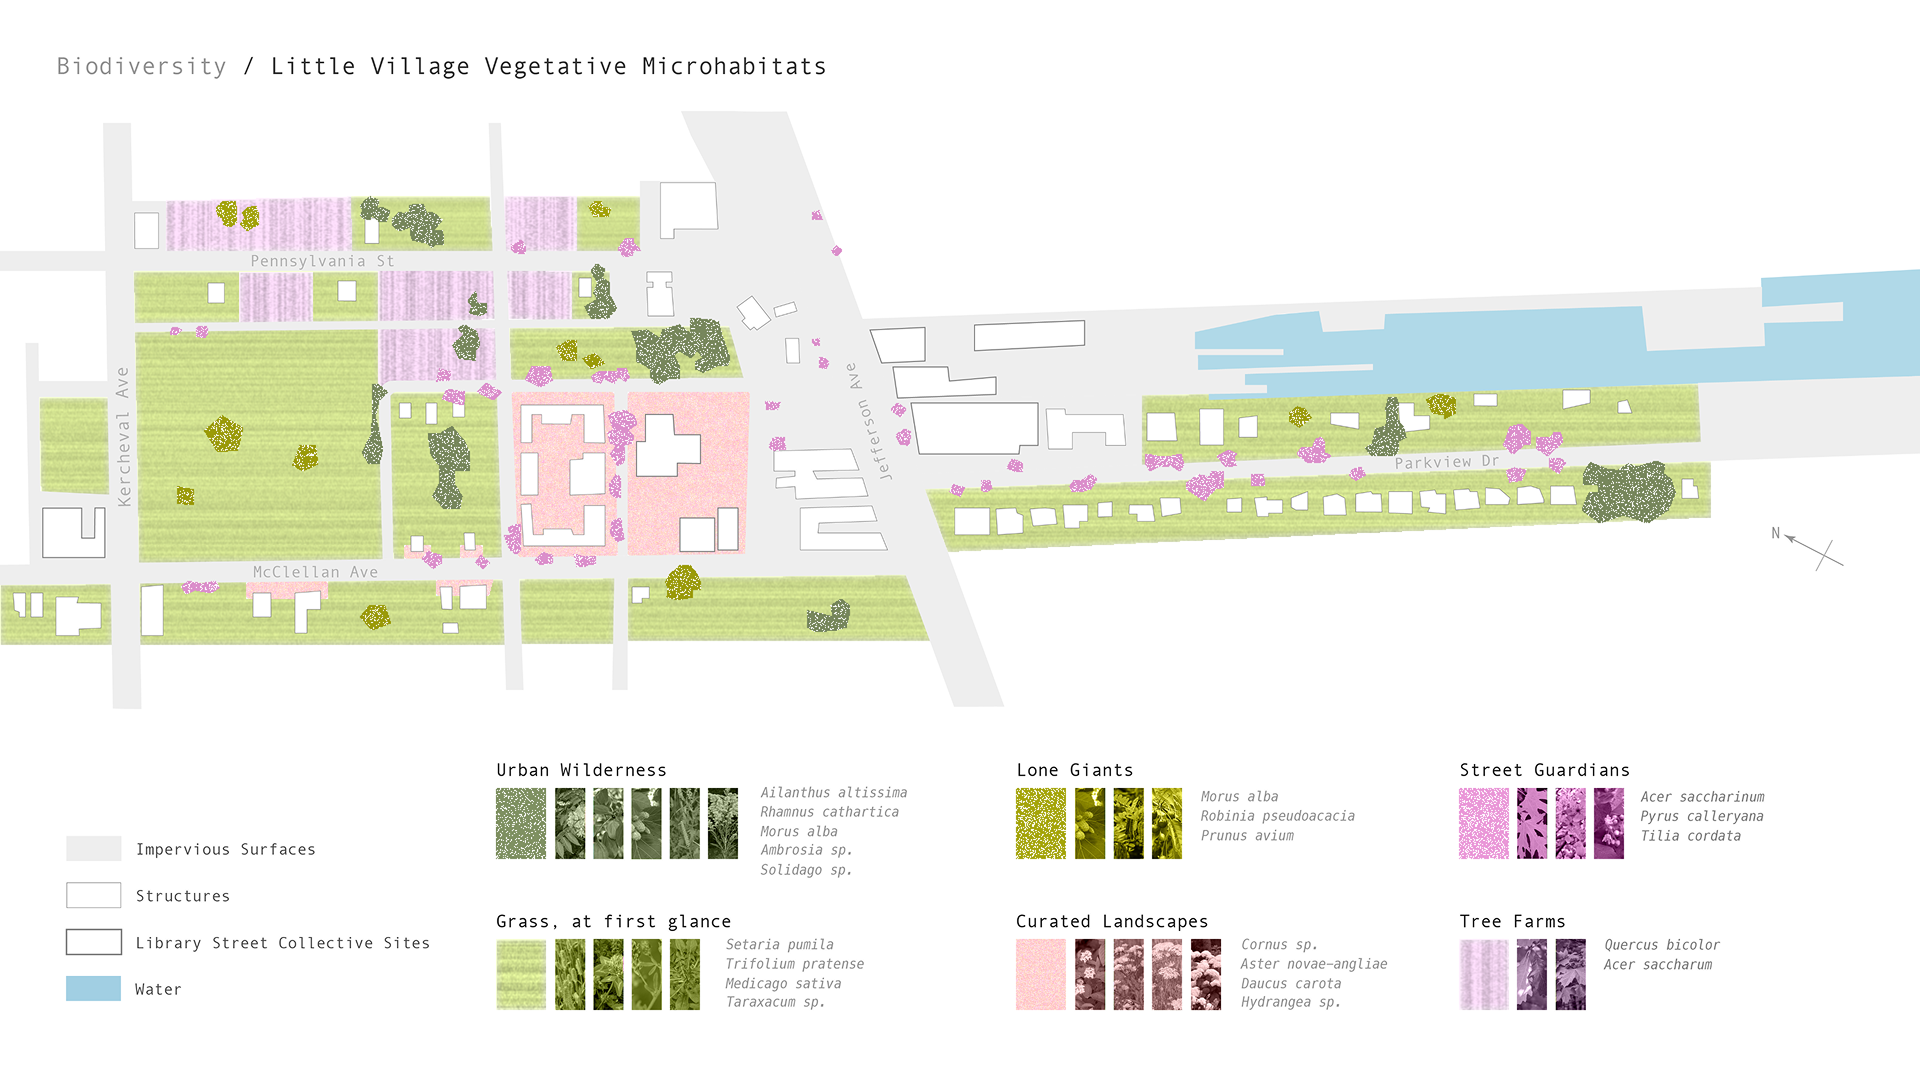 Biodiversity / Little Village Vegetative Microhabitats
Pennsylvania St
Kercheval Ave
Jefferson Ave
Parkview Dr
N
McClellan Ave
Impervious Surfaces
Structures
Library Street Collective Sites
Water
Urban Wilderness
Ailanthus altissima
Rhamnus cathartica
Morus alba
Ambrosia sp.
Solidago sp.
Lone Giants
Morus alba
Robinia pseudoacacia
Prunus avium
Street Guardians
Acer saccharinum
Pyrus calleryana
Tilia cordata
Grass, at first glance
Setaria pumila
Trifolium pratense
Medicago sativa
Taraxacum sp.
Curated Landscapes
Cornus sp.
Aster novae-angliae
Daucus carota
Hydrangea sp.
Tree Farms
Quercus bicolor
Acer saccharum